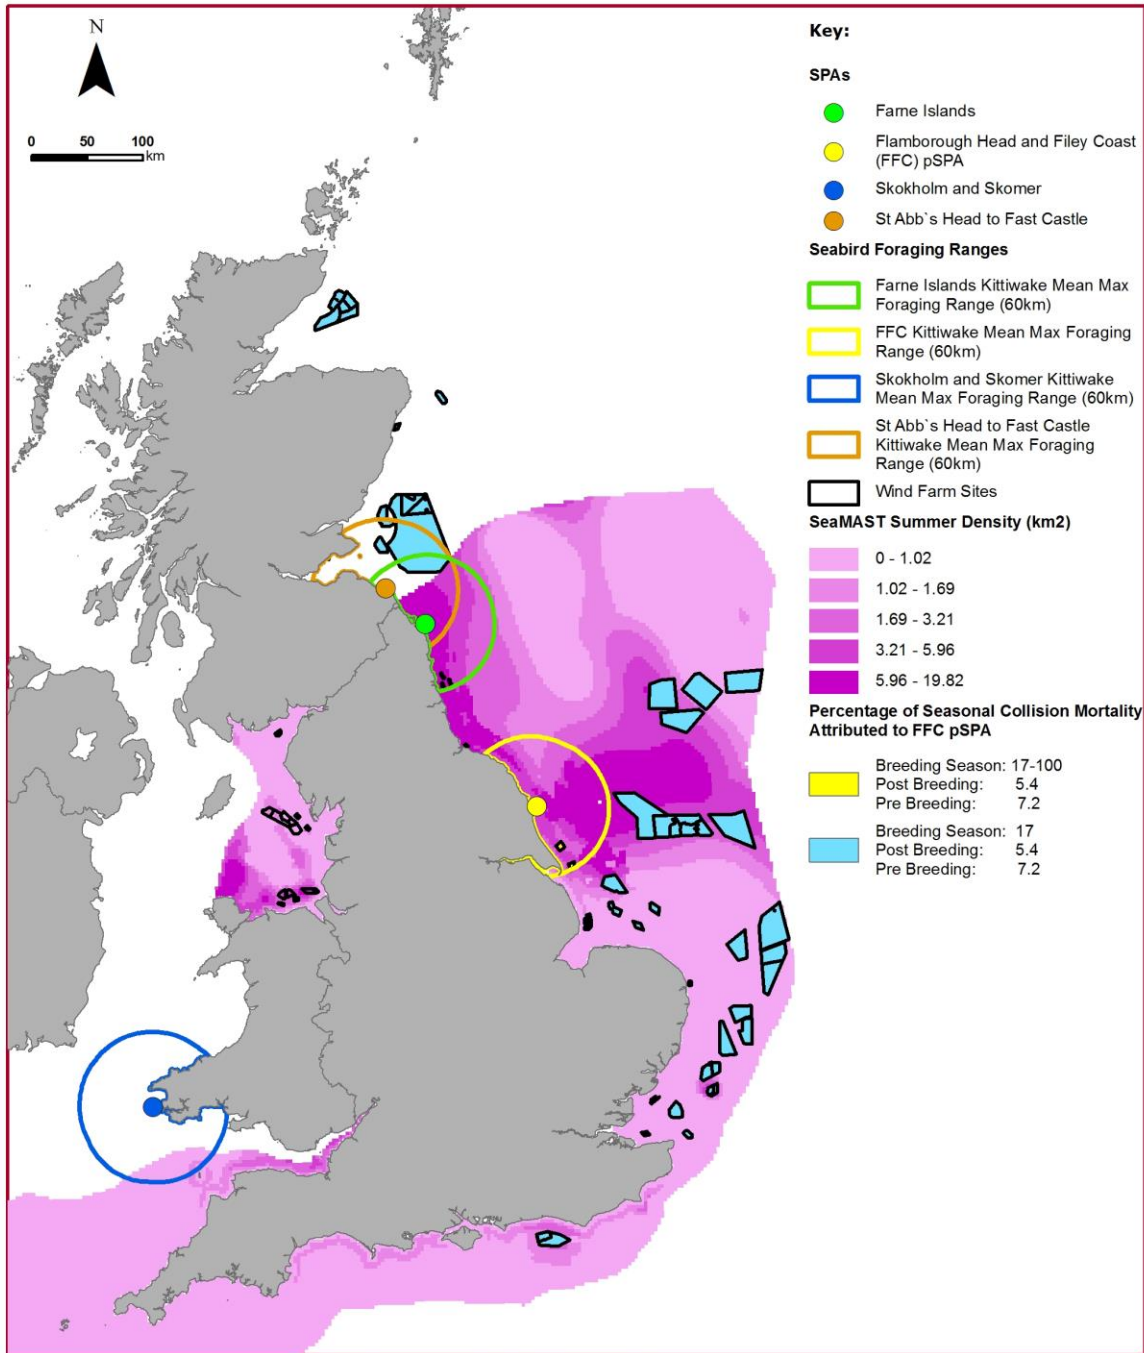 N
0 50 100
km
Key:
SPAs
Farne Islands
Flamborough Head and Filey Coast
(FFC) pSPA
Skokholm and Skomer
St Abb`s Head to Fast Castle
Seabird Foraging Ranges
Farne Islands Kittiwake Mean Max
Foraging Range (60km)
FFC Kittiwake Mean Max Foraging
Range (60km)
Skokholm and Skomer Kittiwake
Mean Max Foraging Range (60km)
St Abb`s Head to Fast Castle
Kittiwake Mean Max Foraging
Range (60km)
Wind Farm Sites
SeaMAST Summer Density (km2)
0 - 1.02
1.02 - 1.69
1.69 - 3.21
3.21 - 5.96
5.96 - 19.82
Percentage of Seasonal Collision Mortality
Attributed to FFC pSPA
Breeding Season: 17-100
Post Breeding: 5.4
Pre Breeding: 7.2
Breeding Season: 17
Post Breeding: 5.4
Pre Breeding: 7.2